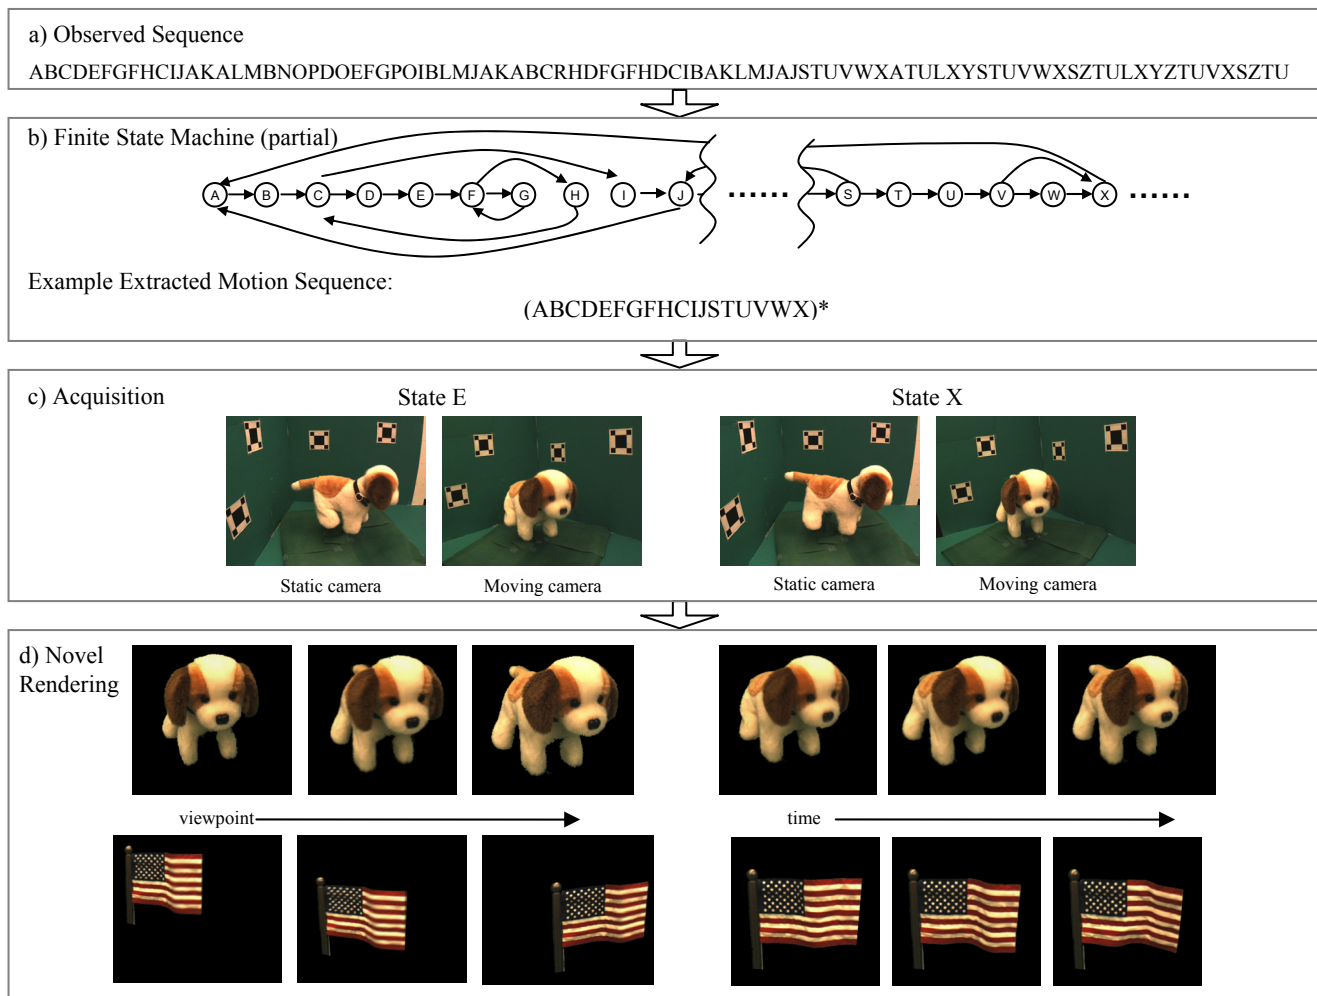 a) Observed Sequence
ABCDEFGFHCIJAKALMBNOPDOEFGPOIBLMJAKABCRHDFGFHDCIBAKLMJAJSTUVWXATULXYSTUVWXSZTULXYZTUVXSZTU
b) Finite State Machine (partial)
A B C D E F G H I J ...... S T U V W X ......
Example Extracted Motion Sequence:
(ABCDEFGFHCIJSTUVWX)*
c) Acquisition
State E
State X
Static camera
Moving camera
Static camera
Moving camera
d) Novel
Rendering
viewpoint
time